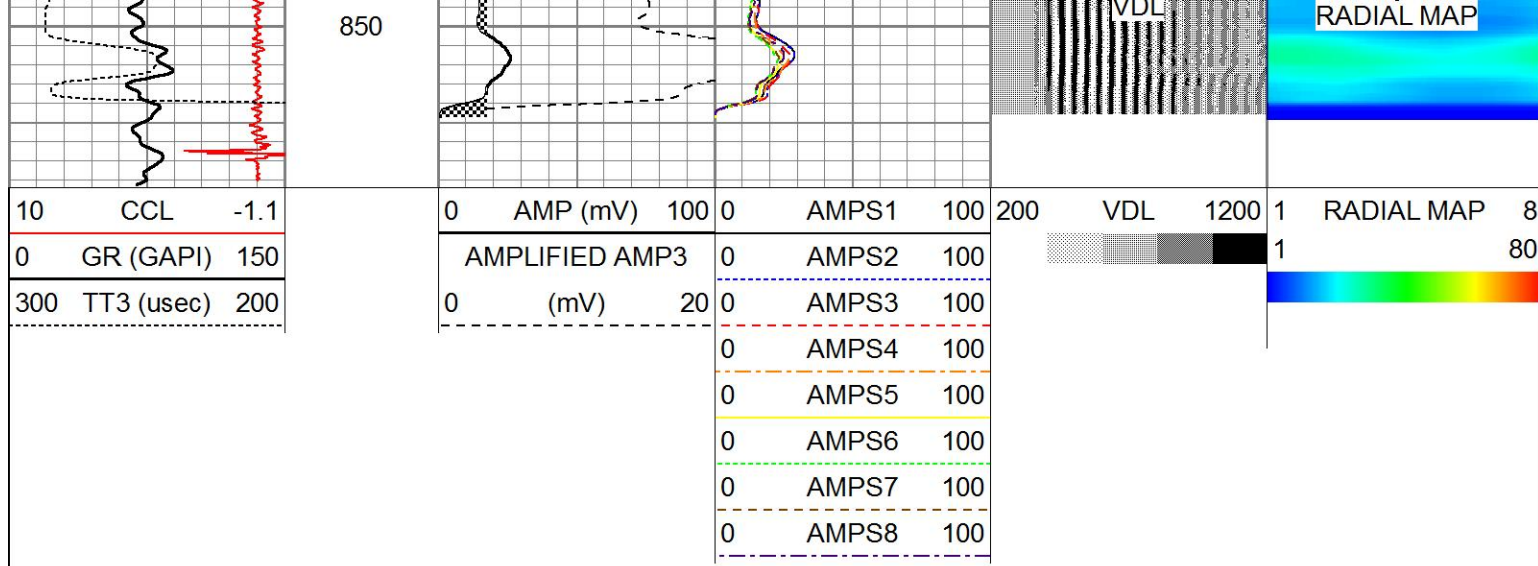 850
VDL
RADIAL MAP
10 CCL -1.1
0 GR (GAPI) 150
300 TT3 (usec) 200
0 AMP (mV) 100
AMPLIFIED AMP3
0 (mV) 20
0 AMPS1 100
0 AMPS2 100
0 AMPS3 100
0 AMPS4 100
0 AMPS5 100
0 AMPS6 100
0 AMPS7 100
0 AMPS8 100
200 VDL 1200
1 RADIAL MAP 8
1 80